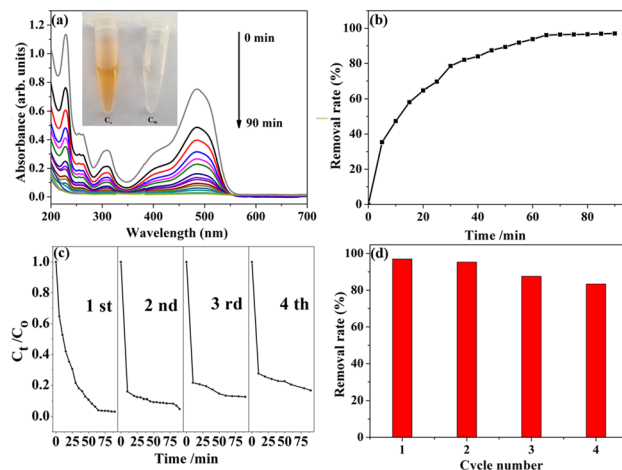 (a)
0 min
90 min
C₀
C₉₀
Absorbance (arb. units)
1.2
1.0
0.8
0.6
0.4
0.2
0.0
200 300 400 500 600 700
Wavelength (nm)
(b)
Removal rate (%)
100
80
60
40
20
0
0 20 40 60 80
Time /min
(c)
1 st 2 nd 3 rd 4 th
Cₜ/C₀
1.0
0.8
0.6
0.4
0.2
0.0
0 25 50 75 0 25 50 75 0 25 50 75 0 25 50 75
Time /min
(d)
Removal rate (%)
100
80
60
40
20
0
1 2 3 4
Cycle number